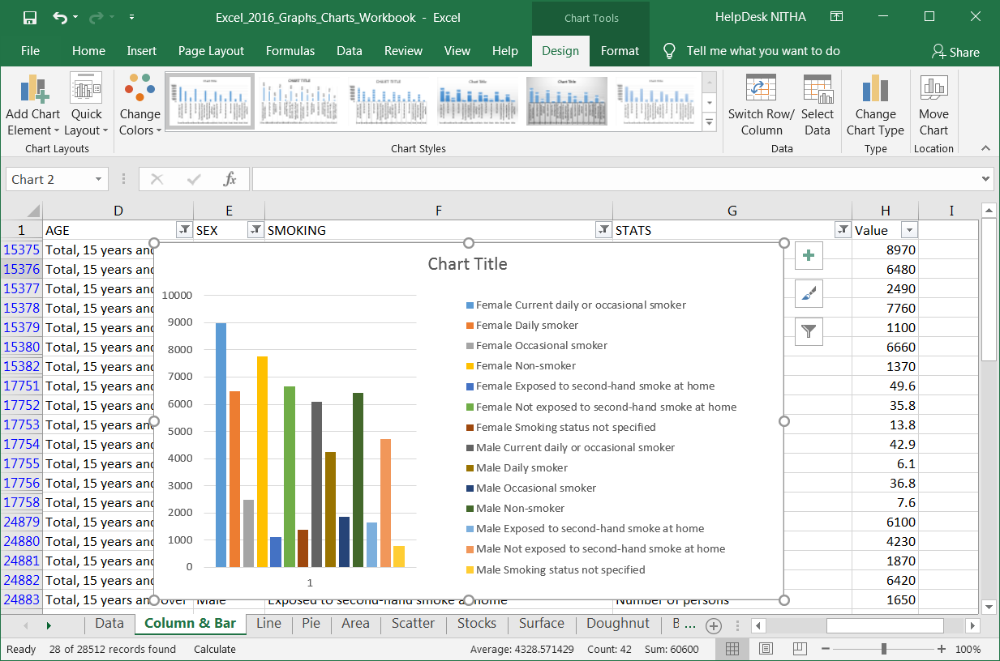 Excel_2016_Graphs_Charts_Workbook - Excel
Chart Tools
HelpDesk NITHA
File Home Insert Page Layout Formulas Data Review View Help Design Format Tell me what you want to do Share
Add Chart Element Quick Layout Change Colors Switch Row/ Column Select Data Change Chart Type Move Chart
Chart Layouts Chart Styles Data Type Location
Chart 2 fx
D E F G H I
1 AGE SEX SMOKING STATS Value
15375 Total, 15 years and 8970
15376 Total, 15 years and 6480
15377 Total, 15 years and 2490
15378 Total, 15 years and 7760
15379 Total, 15 years and 1100
15380 Total, 15 years and 6660
15382 Total, 15 years and 1370
17751 Total, 15 years and 49.6
17752 Total, 15 years and 35.8
17753 Total, 15 years and 13.8
17754 Total, 15 years and 42.9
17755 Total, 15 years and 6.1
17756 Total, 15 years and 36.8
17758 Total, 15 years and 7.6
24879 Total, 15 years and 6100
24880 Total, 15 years and 4230
24881 Total, 15 years and 1870
24882 Total, 15 years and 6420
24883 Total, 15 years and over Male Exposed to second-hand smoke at home Number of persons 1650
Chart Title
10000
9000
8000
7000
6000
5000
4000
3000
2000
1000
0
1
Female Current daily or occasional smoker
Female Daily smoker
Female Occasional smoker
Female Non-smoker
Female Exposed to second-hand smoke at home
Female Not exposed to second-hand smoke at home
Female Smoking status not specified
Male Current daily or occasional smoker
Male Daily smoker
Male Occasional smoker
Male Non-smoker
Male Exposed to second-hand smoke at home
Male Not exposed to second-hand smoke at home
Male Smoking status not specified
Data Column & Bar Line Pie Area Scatter Stocks Surface Doughnut B ...
Ready 28 of 28512 records found Calculate Average: 4328.571429 Count: 42 Sum: 60600 100%